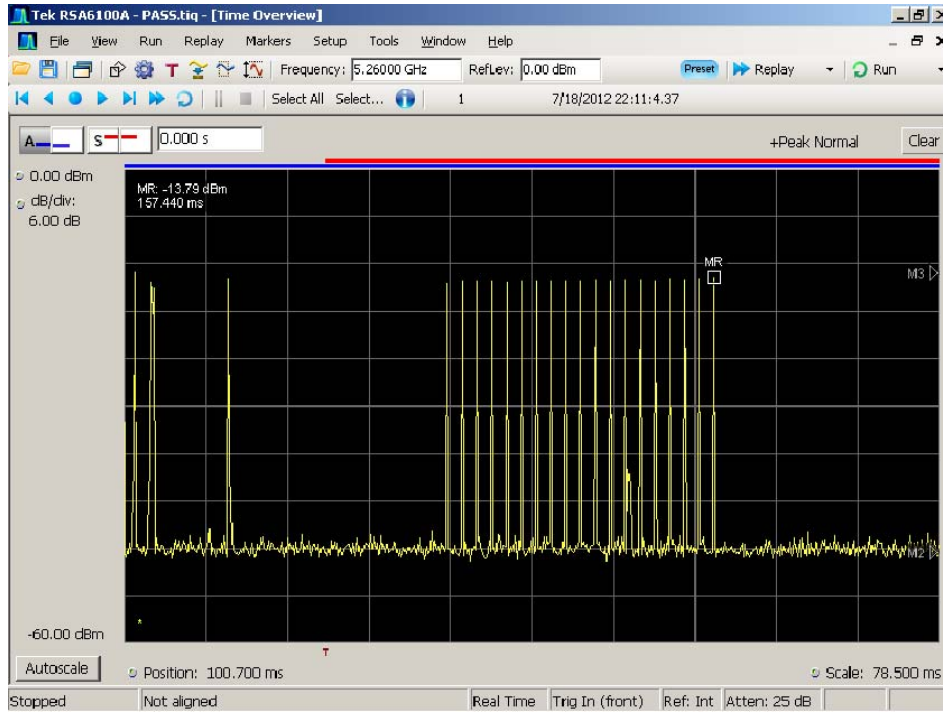 Tek RSA6100A - PASS.tiq - [Time Overview]
File View Run Replay Markers Setup Tools Window Help
T Frequency: 5.26000 GHz RefLev: 0.00 dBm Preset Replay Run
Select All Select... 1 7/18/2012 22:11:4.37
A S 0.000 s +Peak Normal Clear
0.00 dBm
dB/div:
6.00 dB
MR: -13.79 dBm
157.440 ms
MR
M3
M2
-60.00 dBm
T
Autoscale Position: 100.700 ms Scale: 78.500 ms
Stopped Not aligned Real Time Trig In (front) Ref: Int Atten: 25 dB